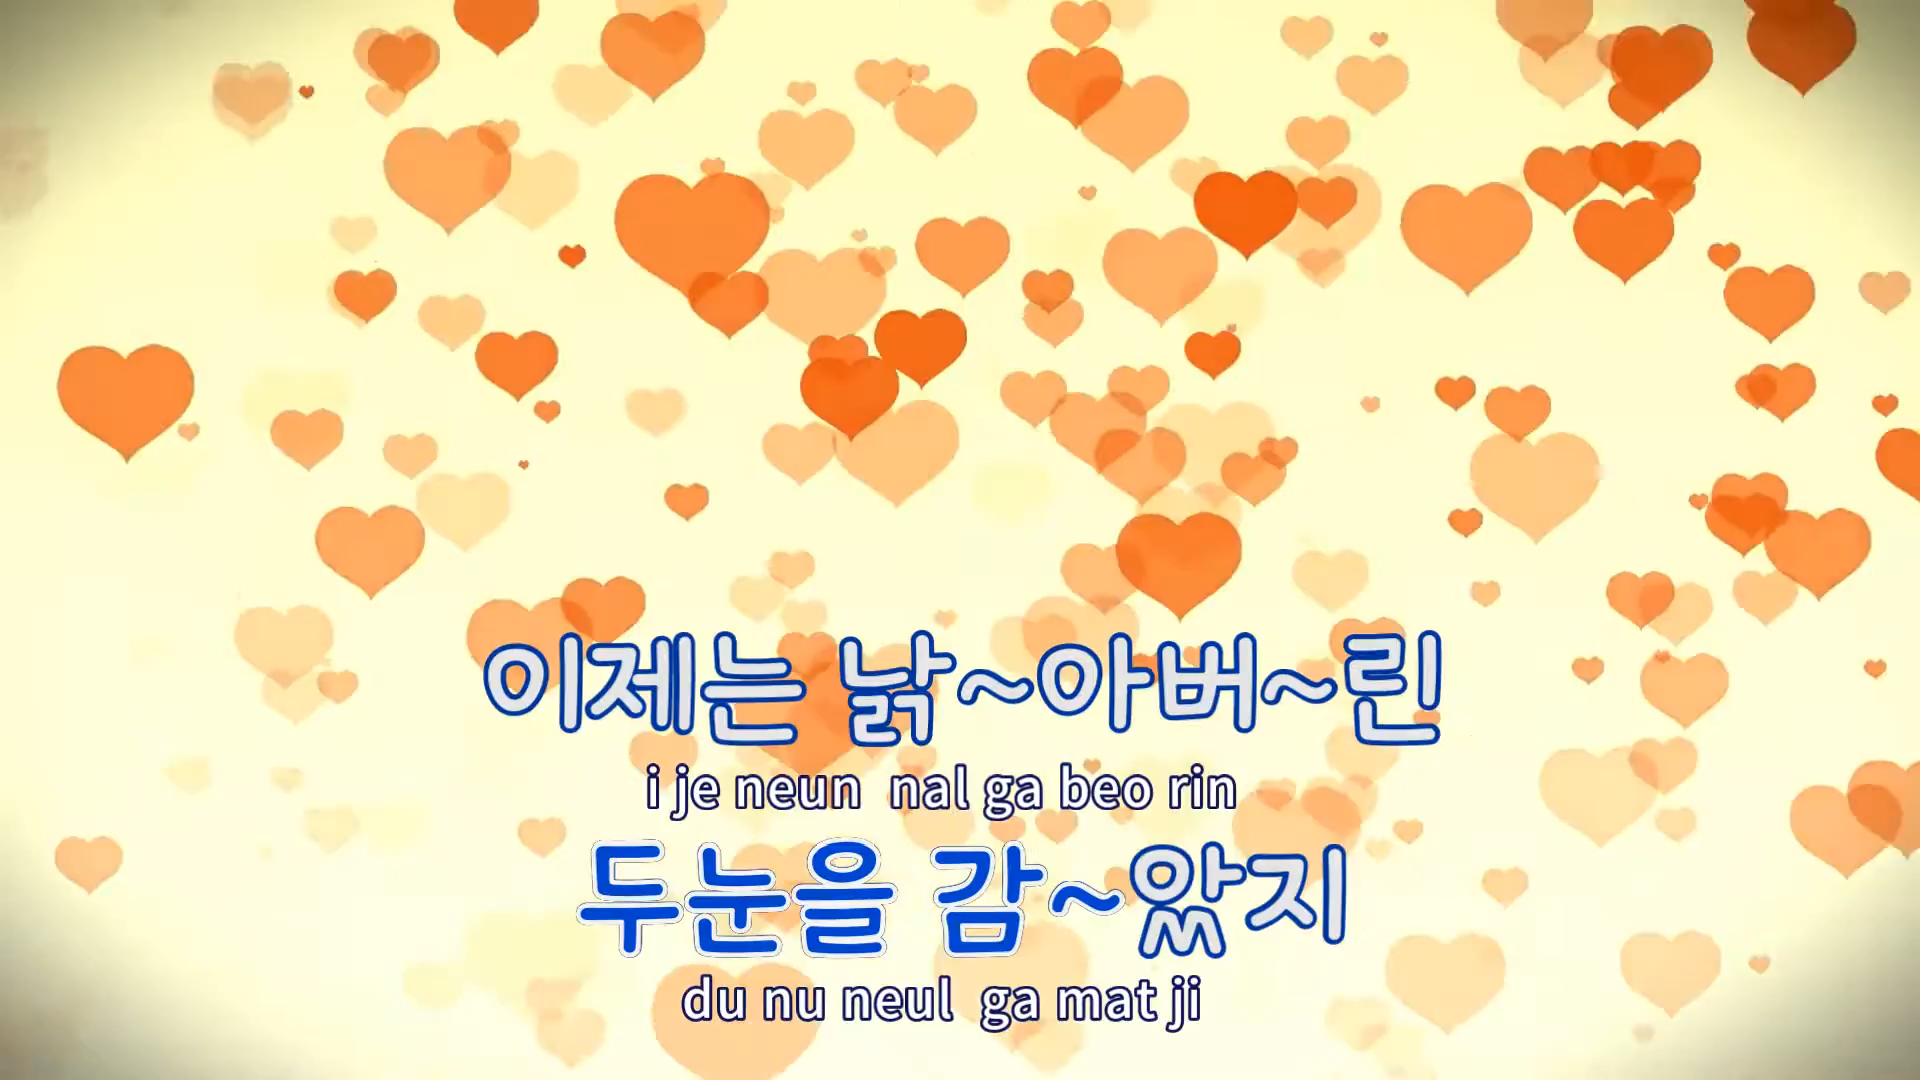 이제는 낡~아버~린
i je neun nal ga beo rin
두눈을 감~았지
du nu neul ga mat ji